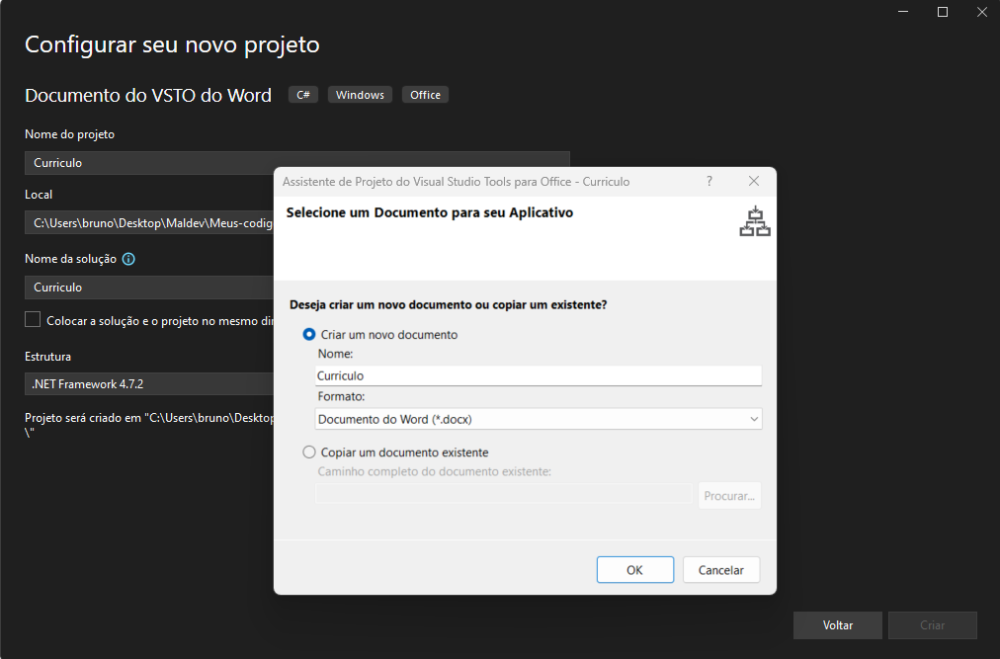 Configurar seu novo projeto
Documento do VSTO do Word C# Windows Office
Nome do projeto
Curriculo
Local
C:\Users\bruno\Desktop\Maldev\Meus-codig
Nome da solução
Curriculo
Colocar a solução e o projeto no mesmo dir
Estrutura
.NET Framework 4.7.2
Projeto será criado em "C:\Users\bruno\Desktop
\"
Assistente de Projeto do Visual Studio Tools para Office - Curriculo ?
Selecione um Documento para seu Aplicativo
Deseja criar um novo documento ou copiar um existente?
Criar um novo documento
Nome:
Curriculo
Formato:
Documento do Word (*.docx)
Copiar um documento existente
Caminho completo do documento existente:
Procurar...
OK Cancelar
Voltar Criar